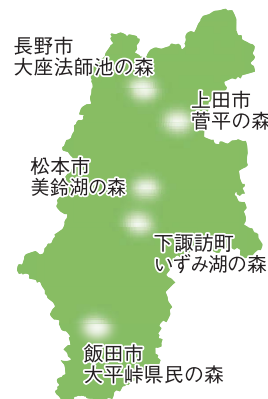 長野市
大座法師池の森
上田市
菅平の森
松本市
美鈴湖の森
下諏訪町
いずみ湖の森
飯田市
大平峠県民の森